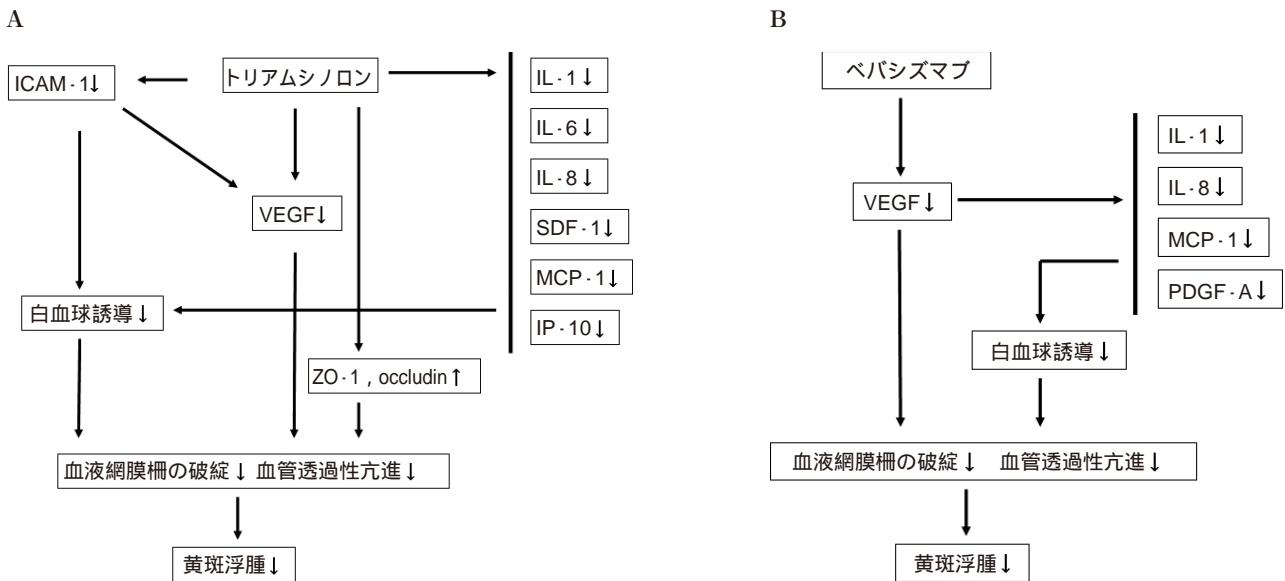 A
ICAM‐1↓
トリアムシノロン
IL‐1↓
IL‐6↓
IL‐8↓
VEGF↓
SDF‐1↓
MCP‐1↓
白血球誘導↓
IP‐10↓
ZO‐1，occludin↑
血液網膜柵の破綻↓ 血管透過性亢進↓
黄斑浮腫↓
B
ベバシズマブ
IL‐1↓
IL‐8↓
VEGF↓
MCP‐1↓
PDGF‐A↓
白血球誘導↓
血液網膜柵の破綻↓ 血管透過性亢進↓
黄斑浮腫↓